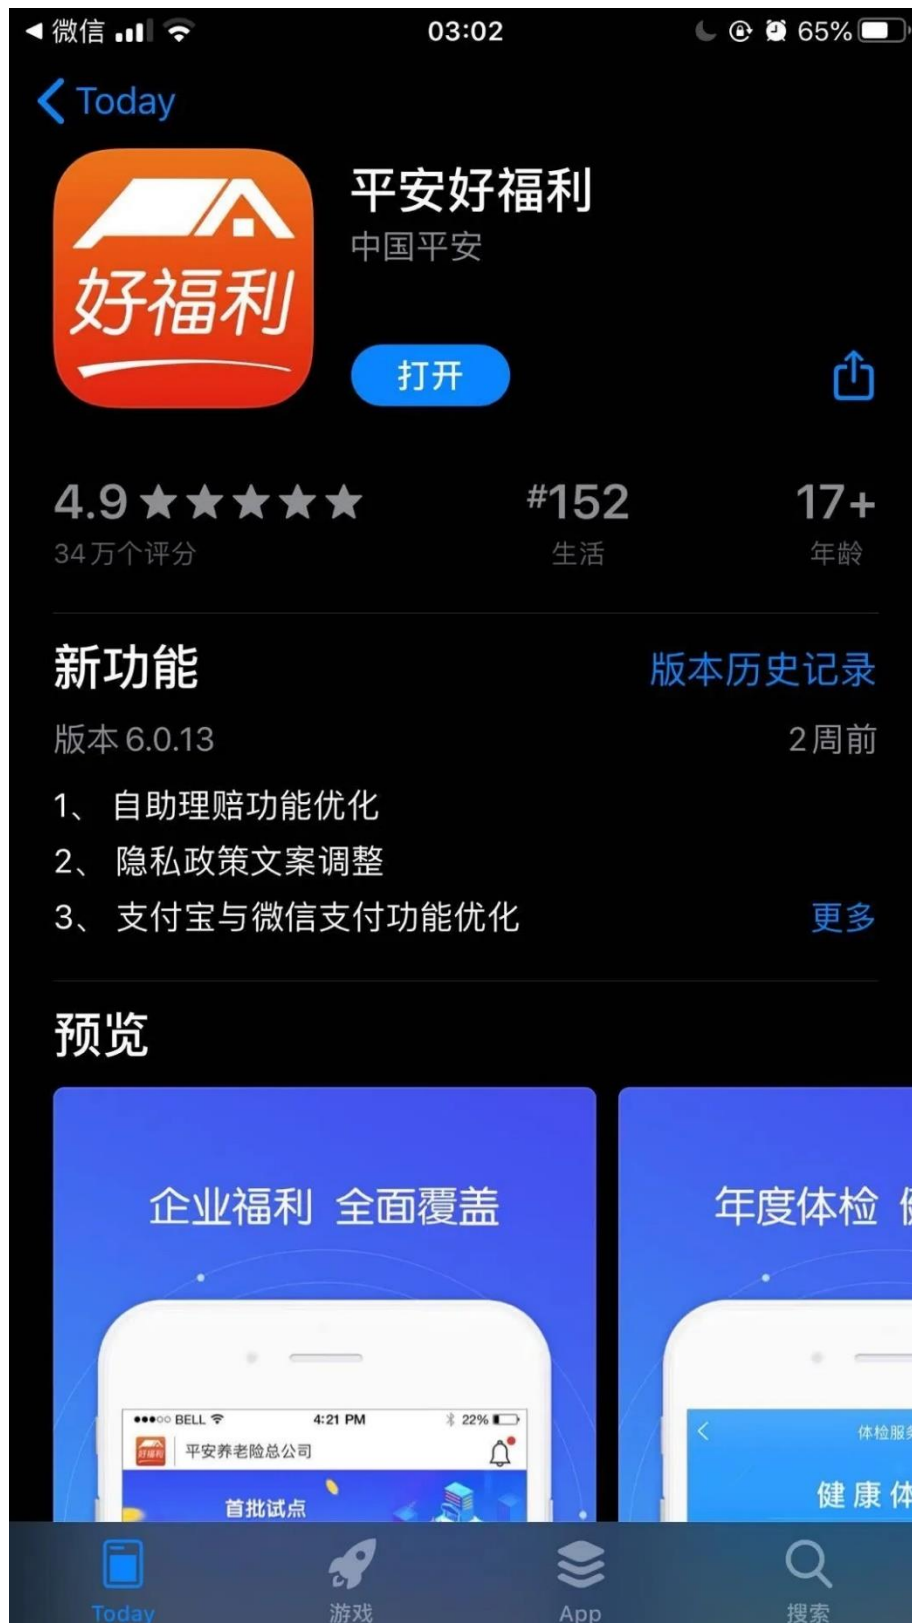 微信
03:02
65%
Today
好福利
平安好福利
中国平安
打开
4.9
#152
17+
34万个评分
生活
年龄
新功能
版本历史记录
版本 6.0.13
2周前
1、 自助理赔功能优化
2、 隐私政策文案调整
3、 支付宝与微信支付功能优化
更多
预览
企业福利 全面覆盖
年度体检
BELL
4:21 PM
22%
好福利
平安养老险总公司
首批试点
体检服务
健康体
Today
游戏
App
搜索